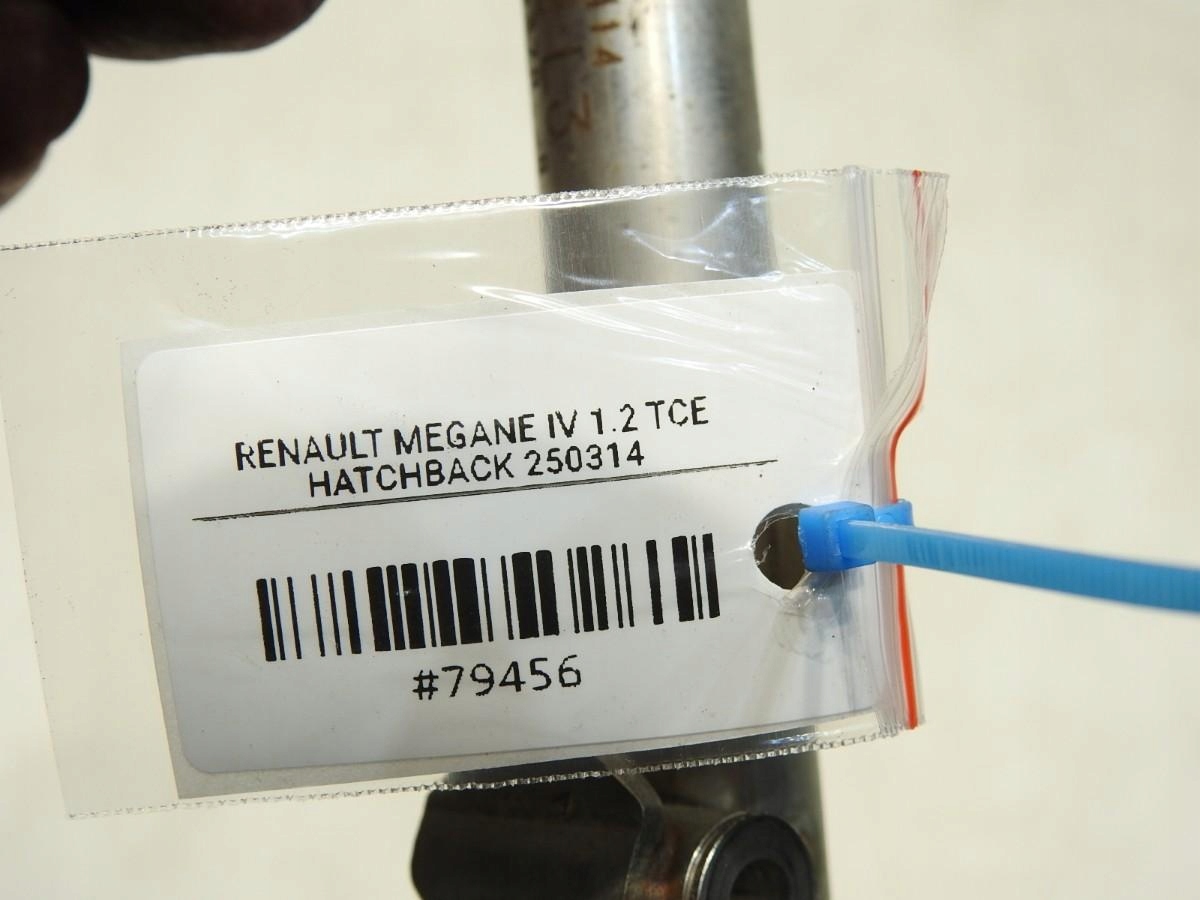 RENAULT MEGANE IV 1.2 TCE
HATCHBACK 250314
#79456